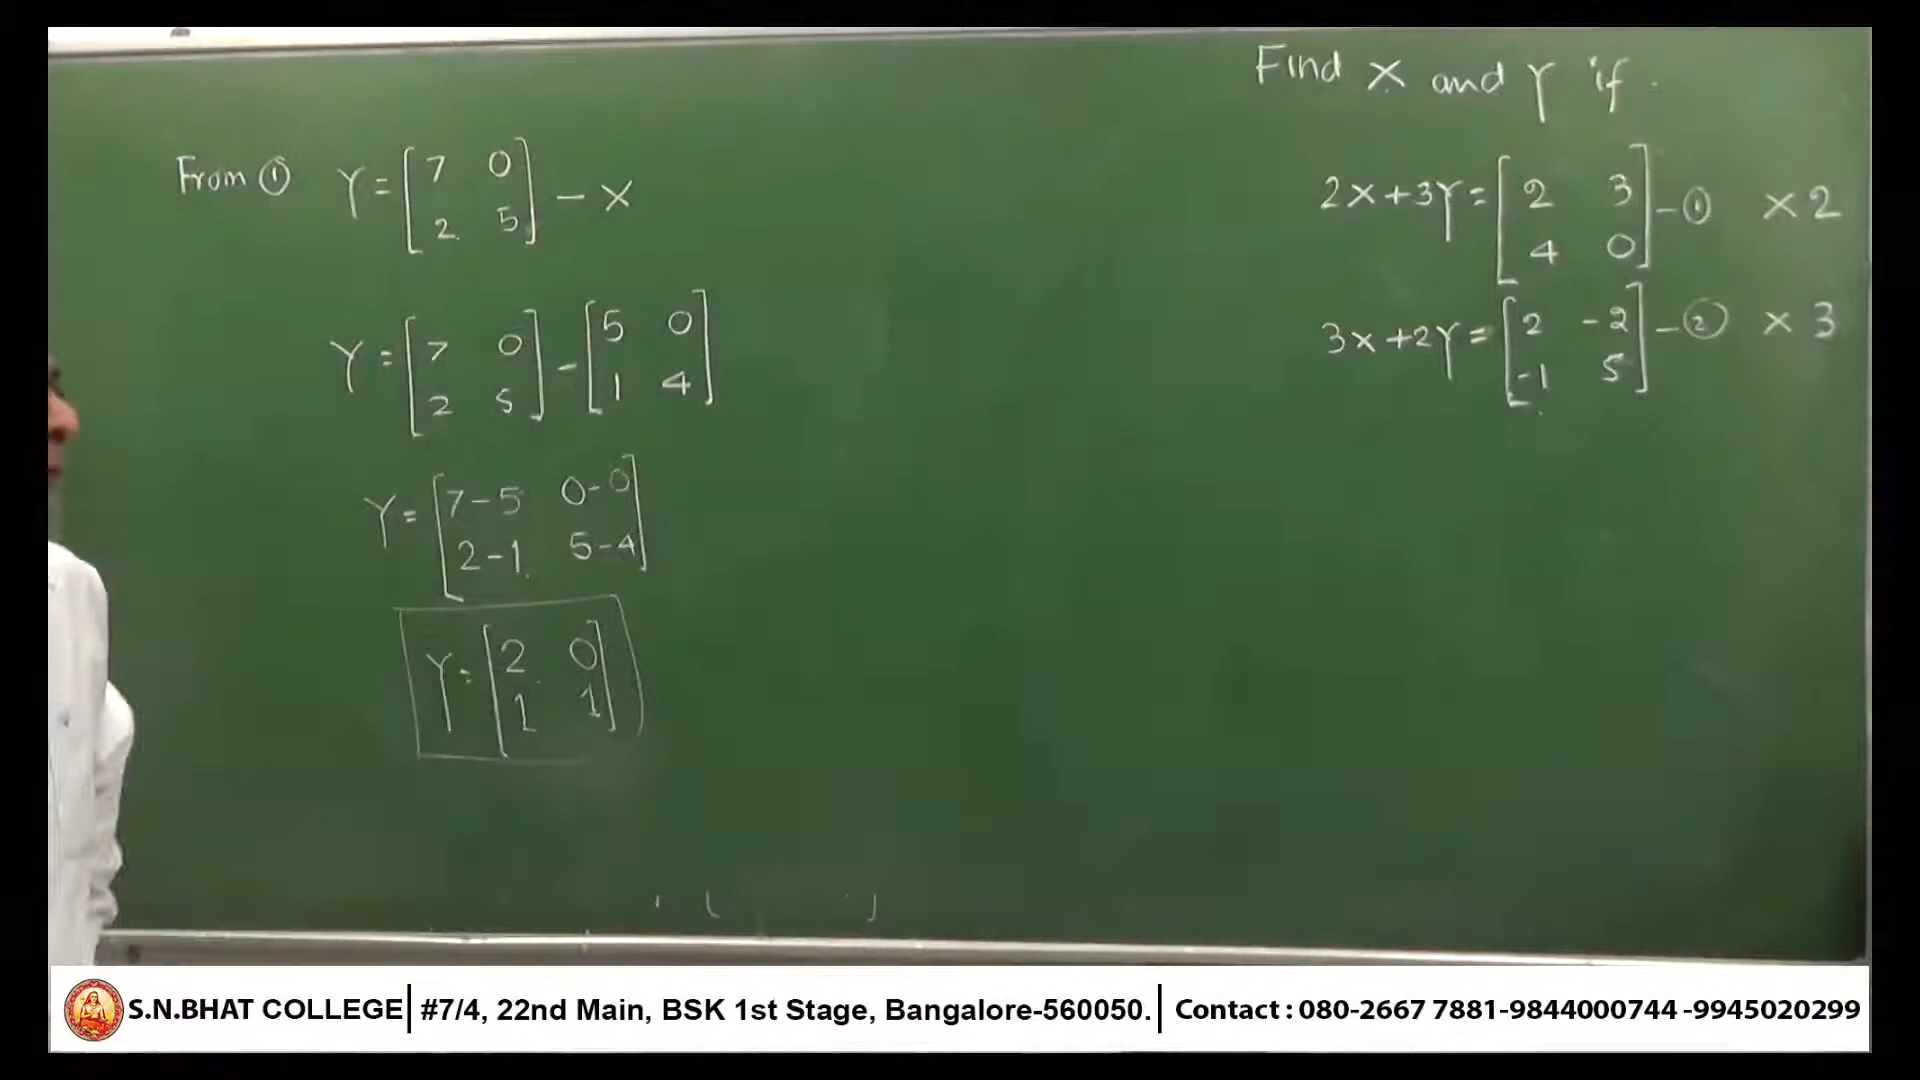 From ① Y = [7 0
2 5] - X
Y = [7 0
2 5] - [5 0
1 4]
Y = [7-5 0-0
2-1 5-4]
Y = [2 0
1 1]
Find X and Y if
2X+3Y = [2 3
4 0] - ① × 2
3X+2Y = [2 -2
-1 5] - ② × 3
S.N.BHAT COLLEGE | #7/4, 22nd Main, BSK 1st Stage, Bangalore-560050. | Contact : 080-2667 7881-9844000744 -9945020299